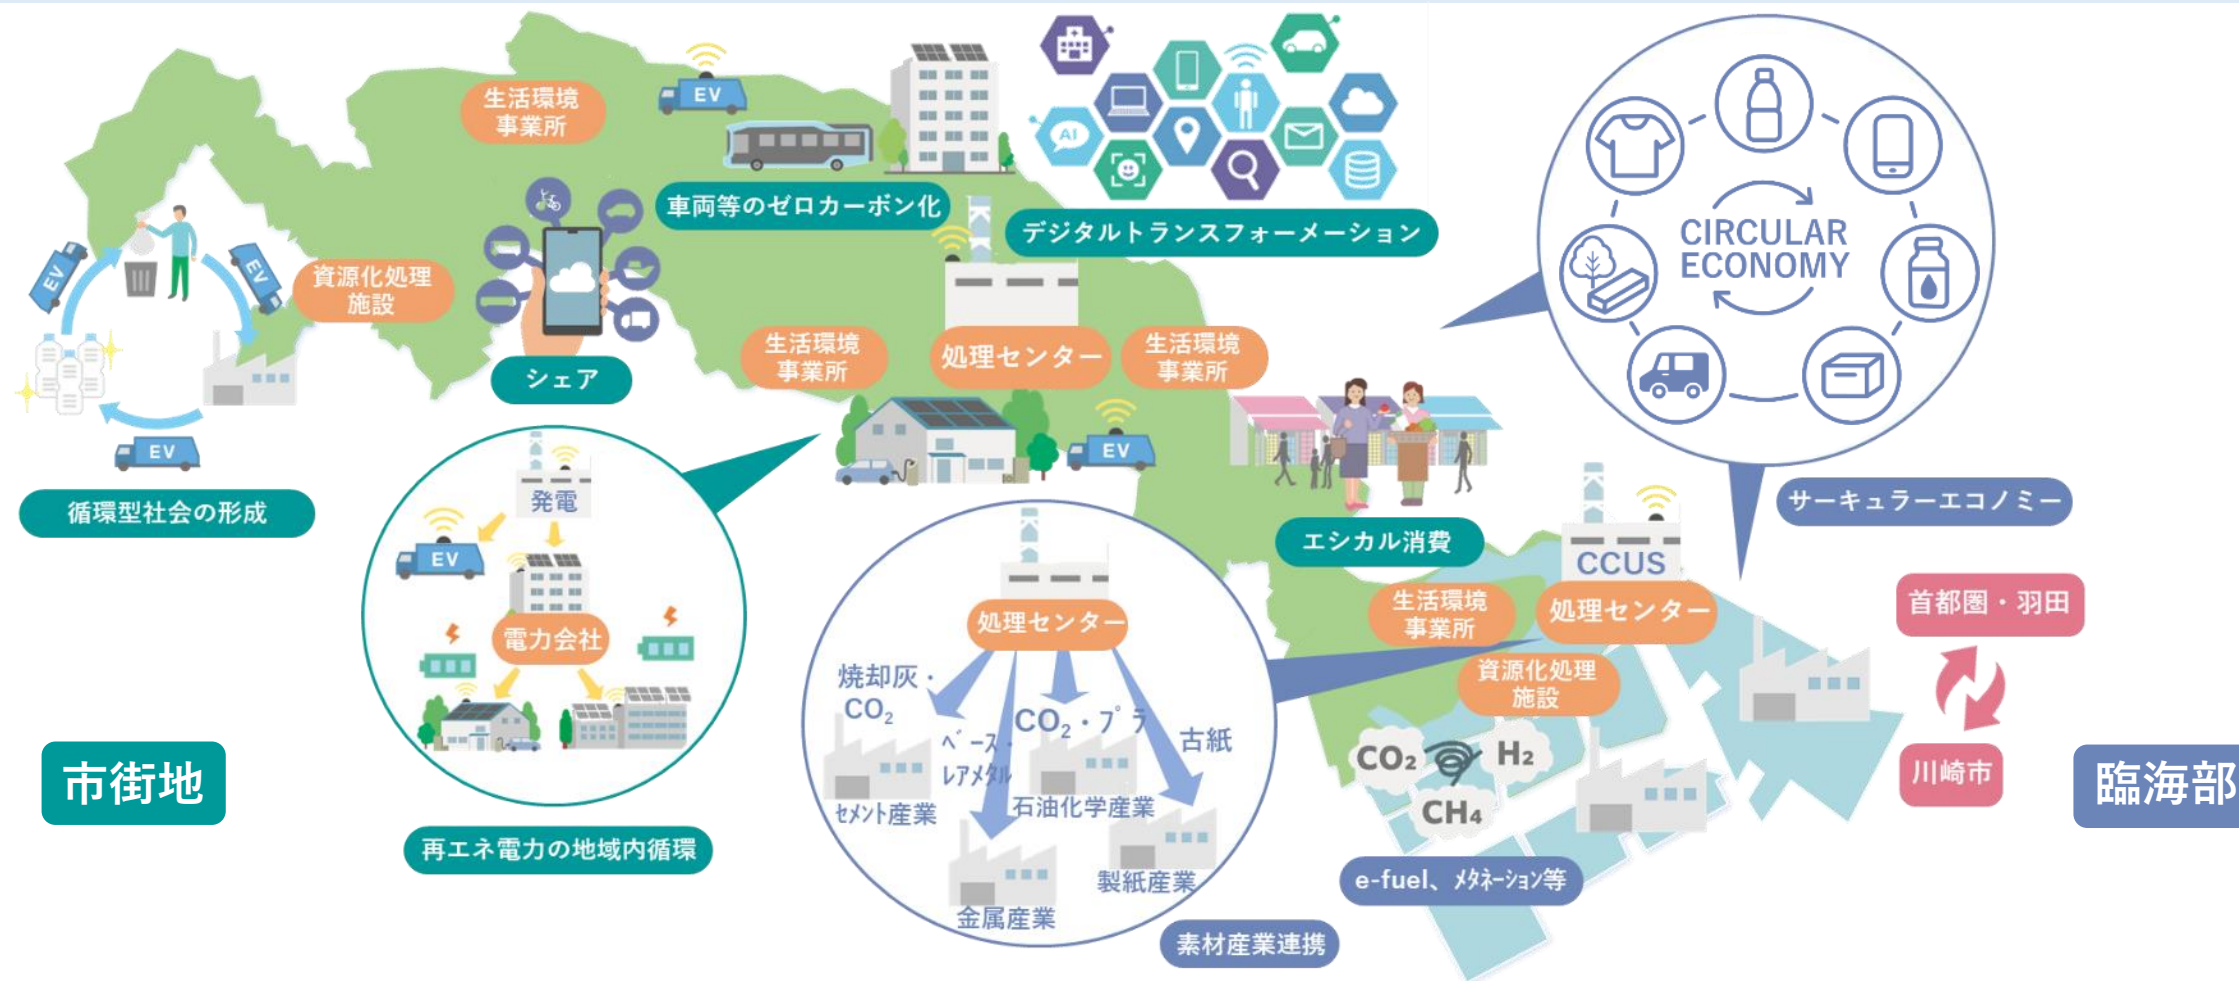 生活環境
事業所
EV
AI
車両等のゼロカーボン化
デジタルトランスフォーメーション
CIRCULAR
ECONOMY
EV
EV
資源化処理
施設
シェア
生活環境
事業所
処理センター
生活環境
事業所
EV
EV
循環型社会の形成
発電
EV
電力会社
再エネ電力の地域内循環
市街地
エシカル消費
サーキュラーエコノミー
CCUS
生活環境
事業所
処理センター
資源化処理
施設
首都圏・羽田
川崎市
臨海部
処理センター
焼却灰・
CO₂
セメント産業
ベース・
レアメタル
金属産業
CO₂・プラ
石油化学産業
古紙
製紙産業
素材産業連携
CO₂
H₂
CH₄
e-fuel、メタネーション等